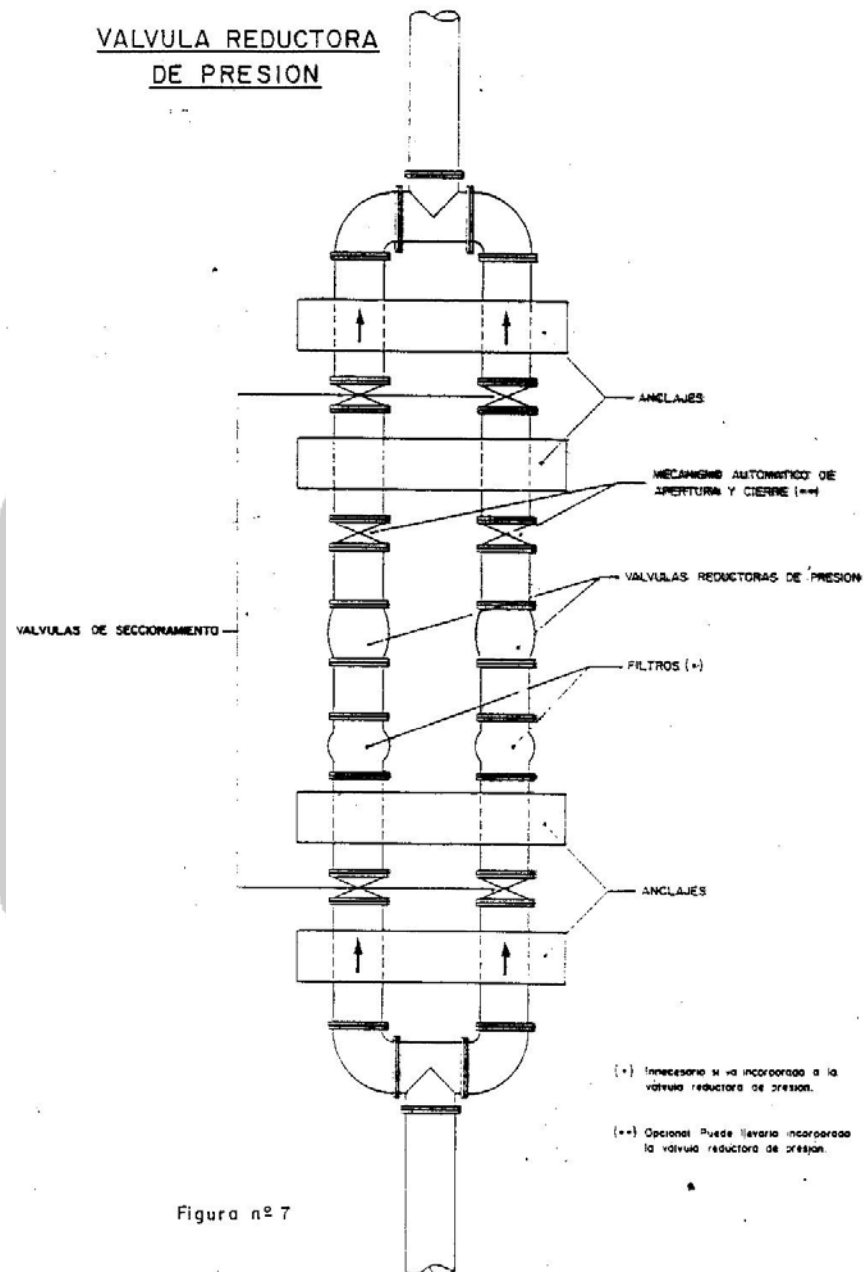 VALVULA REDUCTORA
DE PRESION
ANCLAJES
MECANISMO AUTOMATICO DE
APERTURA Y CIERRE (**)
VALVULAS REDUCTORAS DE PRESION
VALVULAS DE SECCIONAMIENTO
FILTROS (*)
ANCLAJES
(*) Innecesario si va incorporado a la
válvula reductora de presión.
(**) Opcional Puede llevarlo incorporado
la válvula reductora de presión.
Figura nº 7